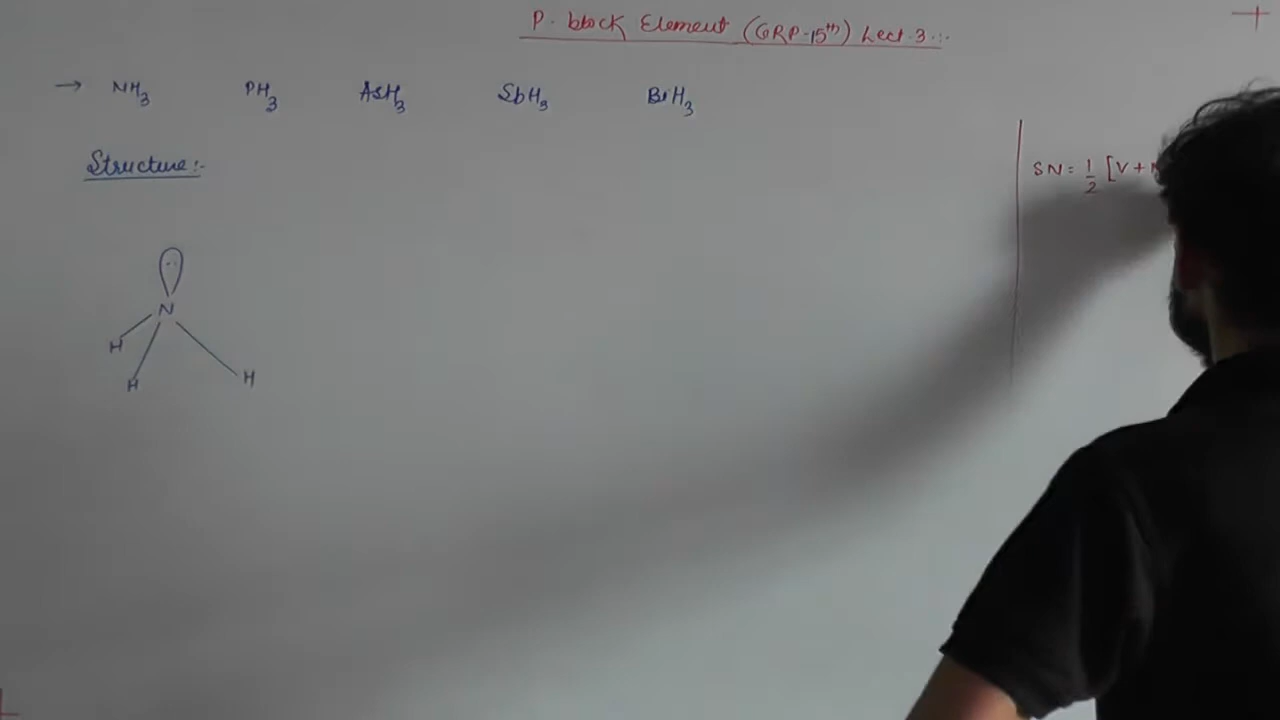 P. block Element (GRP-15th) Lect. 3 :-
→ NH3 PH3 AsH3 SbH3 BiH3
Structure :-
SN = 1/2 [V +
N
H
H
H